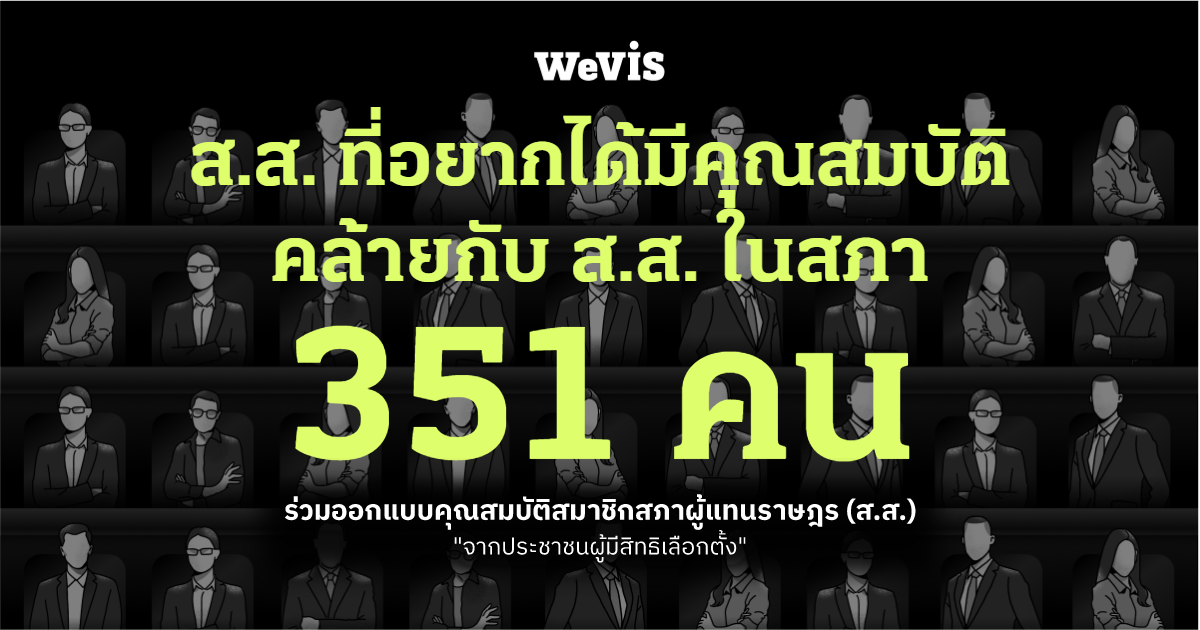 WeVIS
ส.ส. ที่อยากได้มีคุณสมบัติ
คล้ายกับ ส.ส. ในสภา
351 คน
ร่วมออกแบบคุณสมบัติสมาชิกสภาผู้แทนราษฎร (ส.ส.)
"จากประชาชนผู้มีสิทธิเลือกตั้ง"